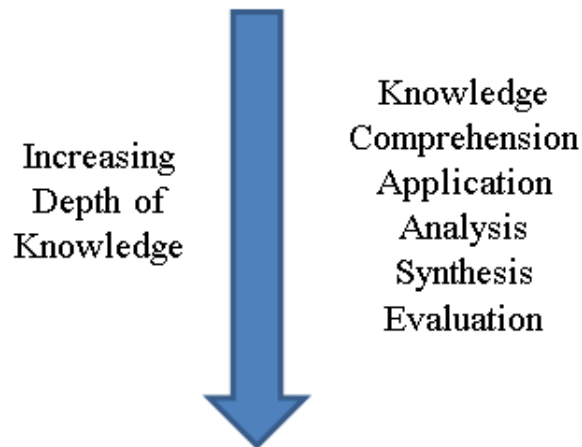 Increasing
Depth of
Knowledge
Knowledge
Comprehension
Application
Analysis
Synthesis
Evaluation